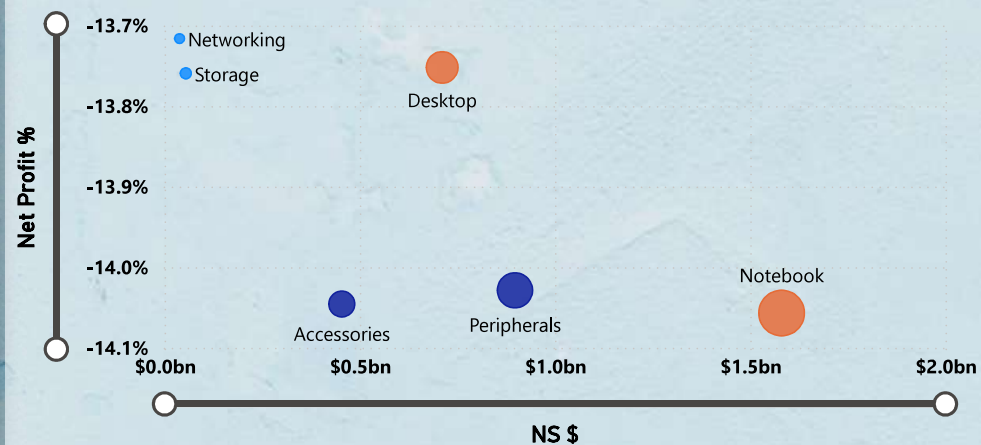 -13.7%
Networking
Storage
Desktop
-13.8%
-13.9%
Net Profit %
-14.0%
Notebook
Accessories
Peripherals
-14.1%
$0.0bn
$0.5bn
$1.0bn
$1.5bn
$2.0bn
NS $